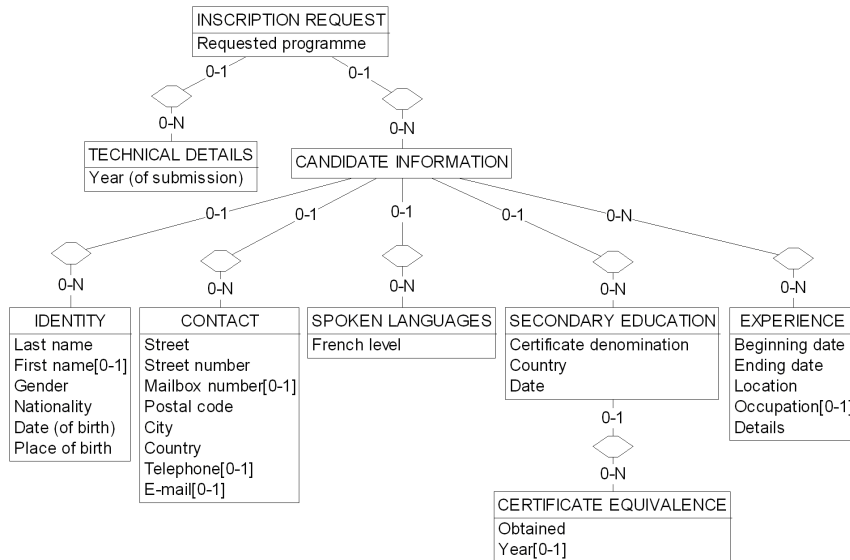 INSCRIPTION REQUEST
Requested programme
0-1
0-1
0-N
0-N
TECHNICAL DETAILS
Year (of submission)
CANDIDATE INFORMATION
0-1
0-1
0-1
0-1
0-N
0-N
0-N
0-N
0-N
0-N
IDENTITY
Last name
First name[0-1]
Gender
Nationality
Date (of birth)
Place of birth
CONTACT
Street
Street number
Mailbox number[0-1]
Postal code
City
Country
Telephone[0-1]
E-mail[0-1]
SPOKEN LANGUAGES
French level
SECONDARY EDUCATION
Certificate denomination
Country
Date
EXPERIENCE
Beginning date
Ending date
Location
Occupation[0-1]
Details
0-1
0-N
CERTIFICATE EQUIVALENCE
Obtained
Year[0-1]